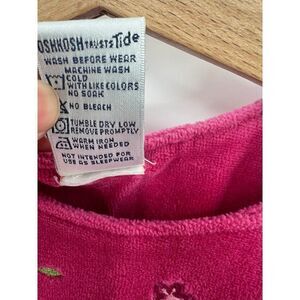 OSHKOSH TRUSTS Tide
WASH BEFORE WEAR
MACHINE WASH
COLD
WITH LIKE COLORS
NO SOAK
NO BLEACH
TUMBLE DRY LOW
REMOVE PROMPTLY
WARM IRON
WHEN NEEDED
NOT INTENDED FOR
USE AS SLEEPWEAR